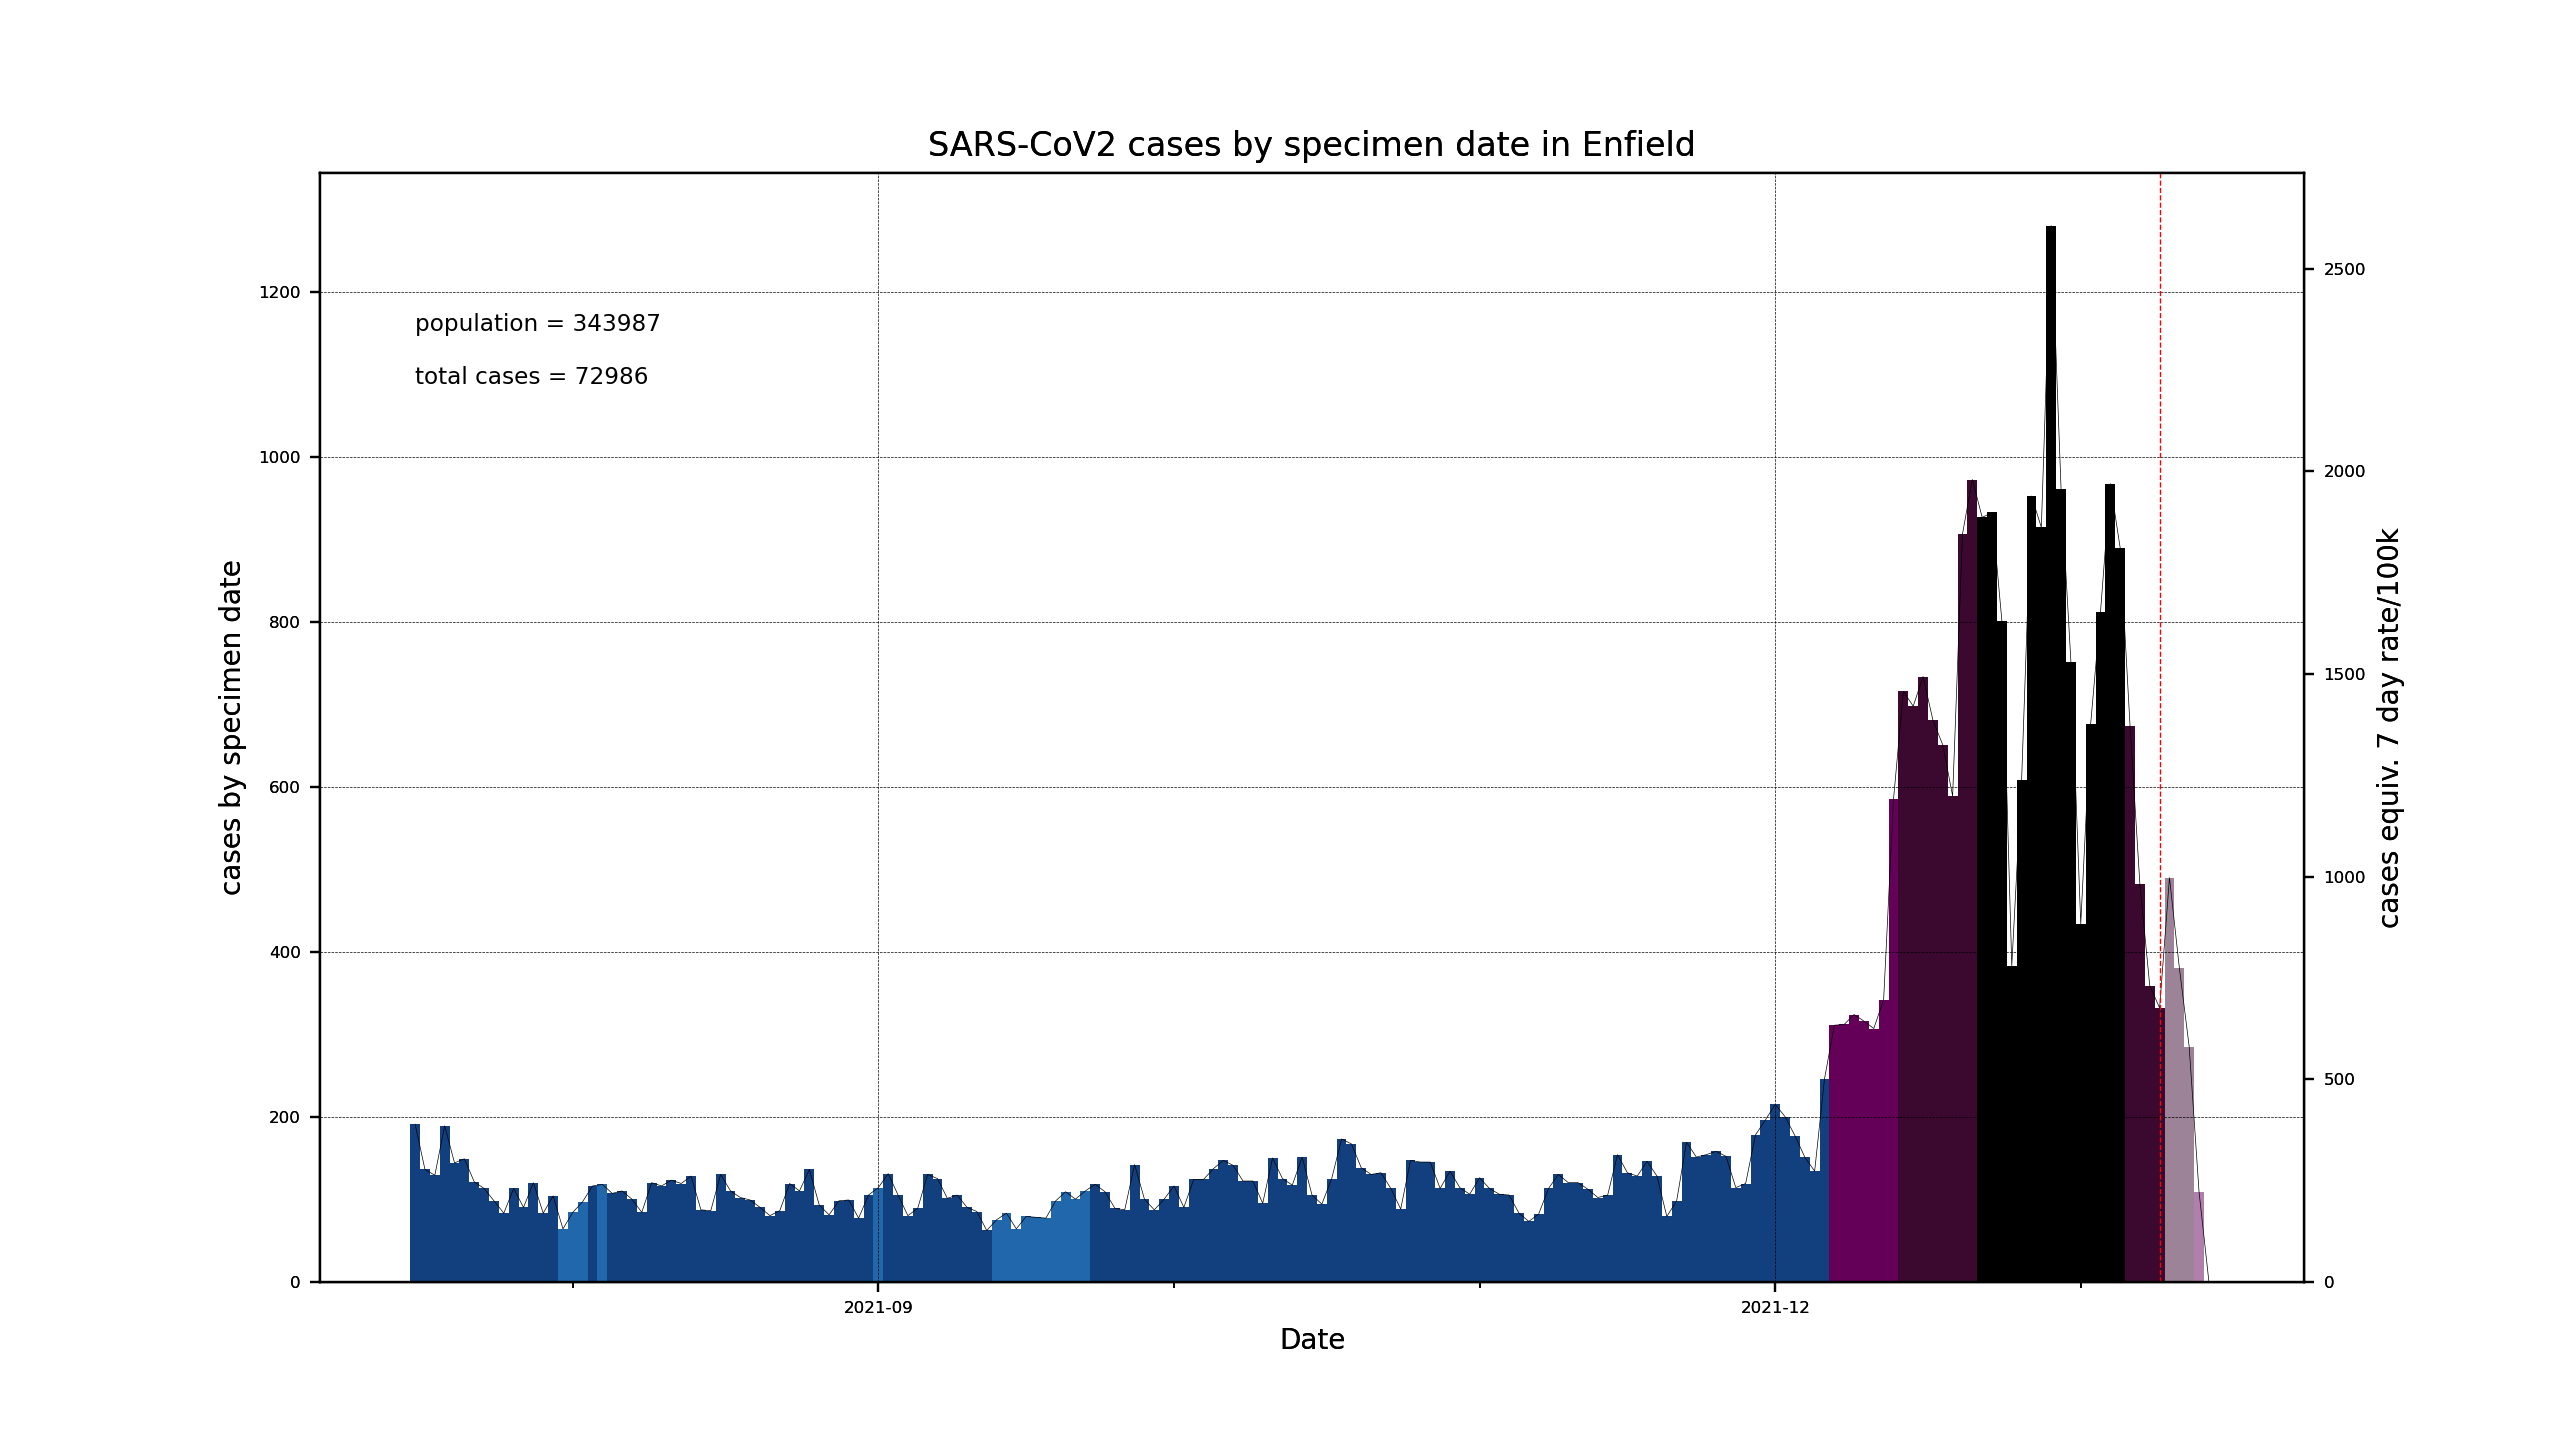 SARS-CoV2 cases by specimen date in Enfield
population = 343987
total cases = 72986
cases by specimen date
1200
1000
800
600
400
200
0
2500
2000
1500
1000
500
0
cases equiv. 7 day rate/100k
2021-09
2021-12
Date